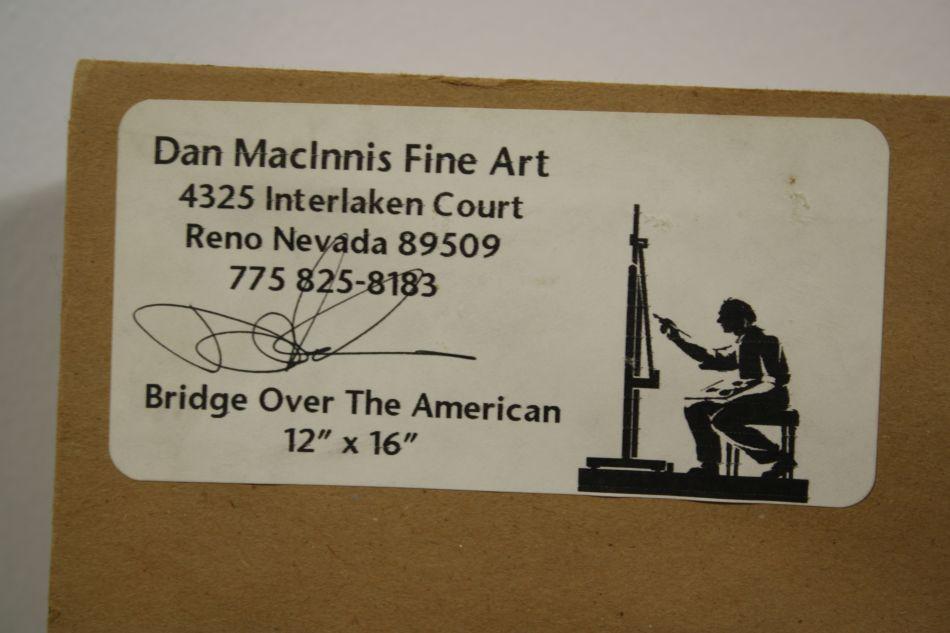 Dan MacInnis Fine Art
4325 Interlaken Court
Reno Nevada 89509
775 825-8183
Bridge Over The American
12” x 16”